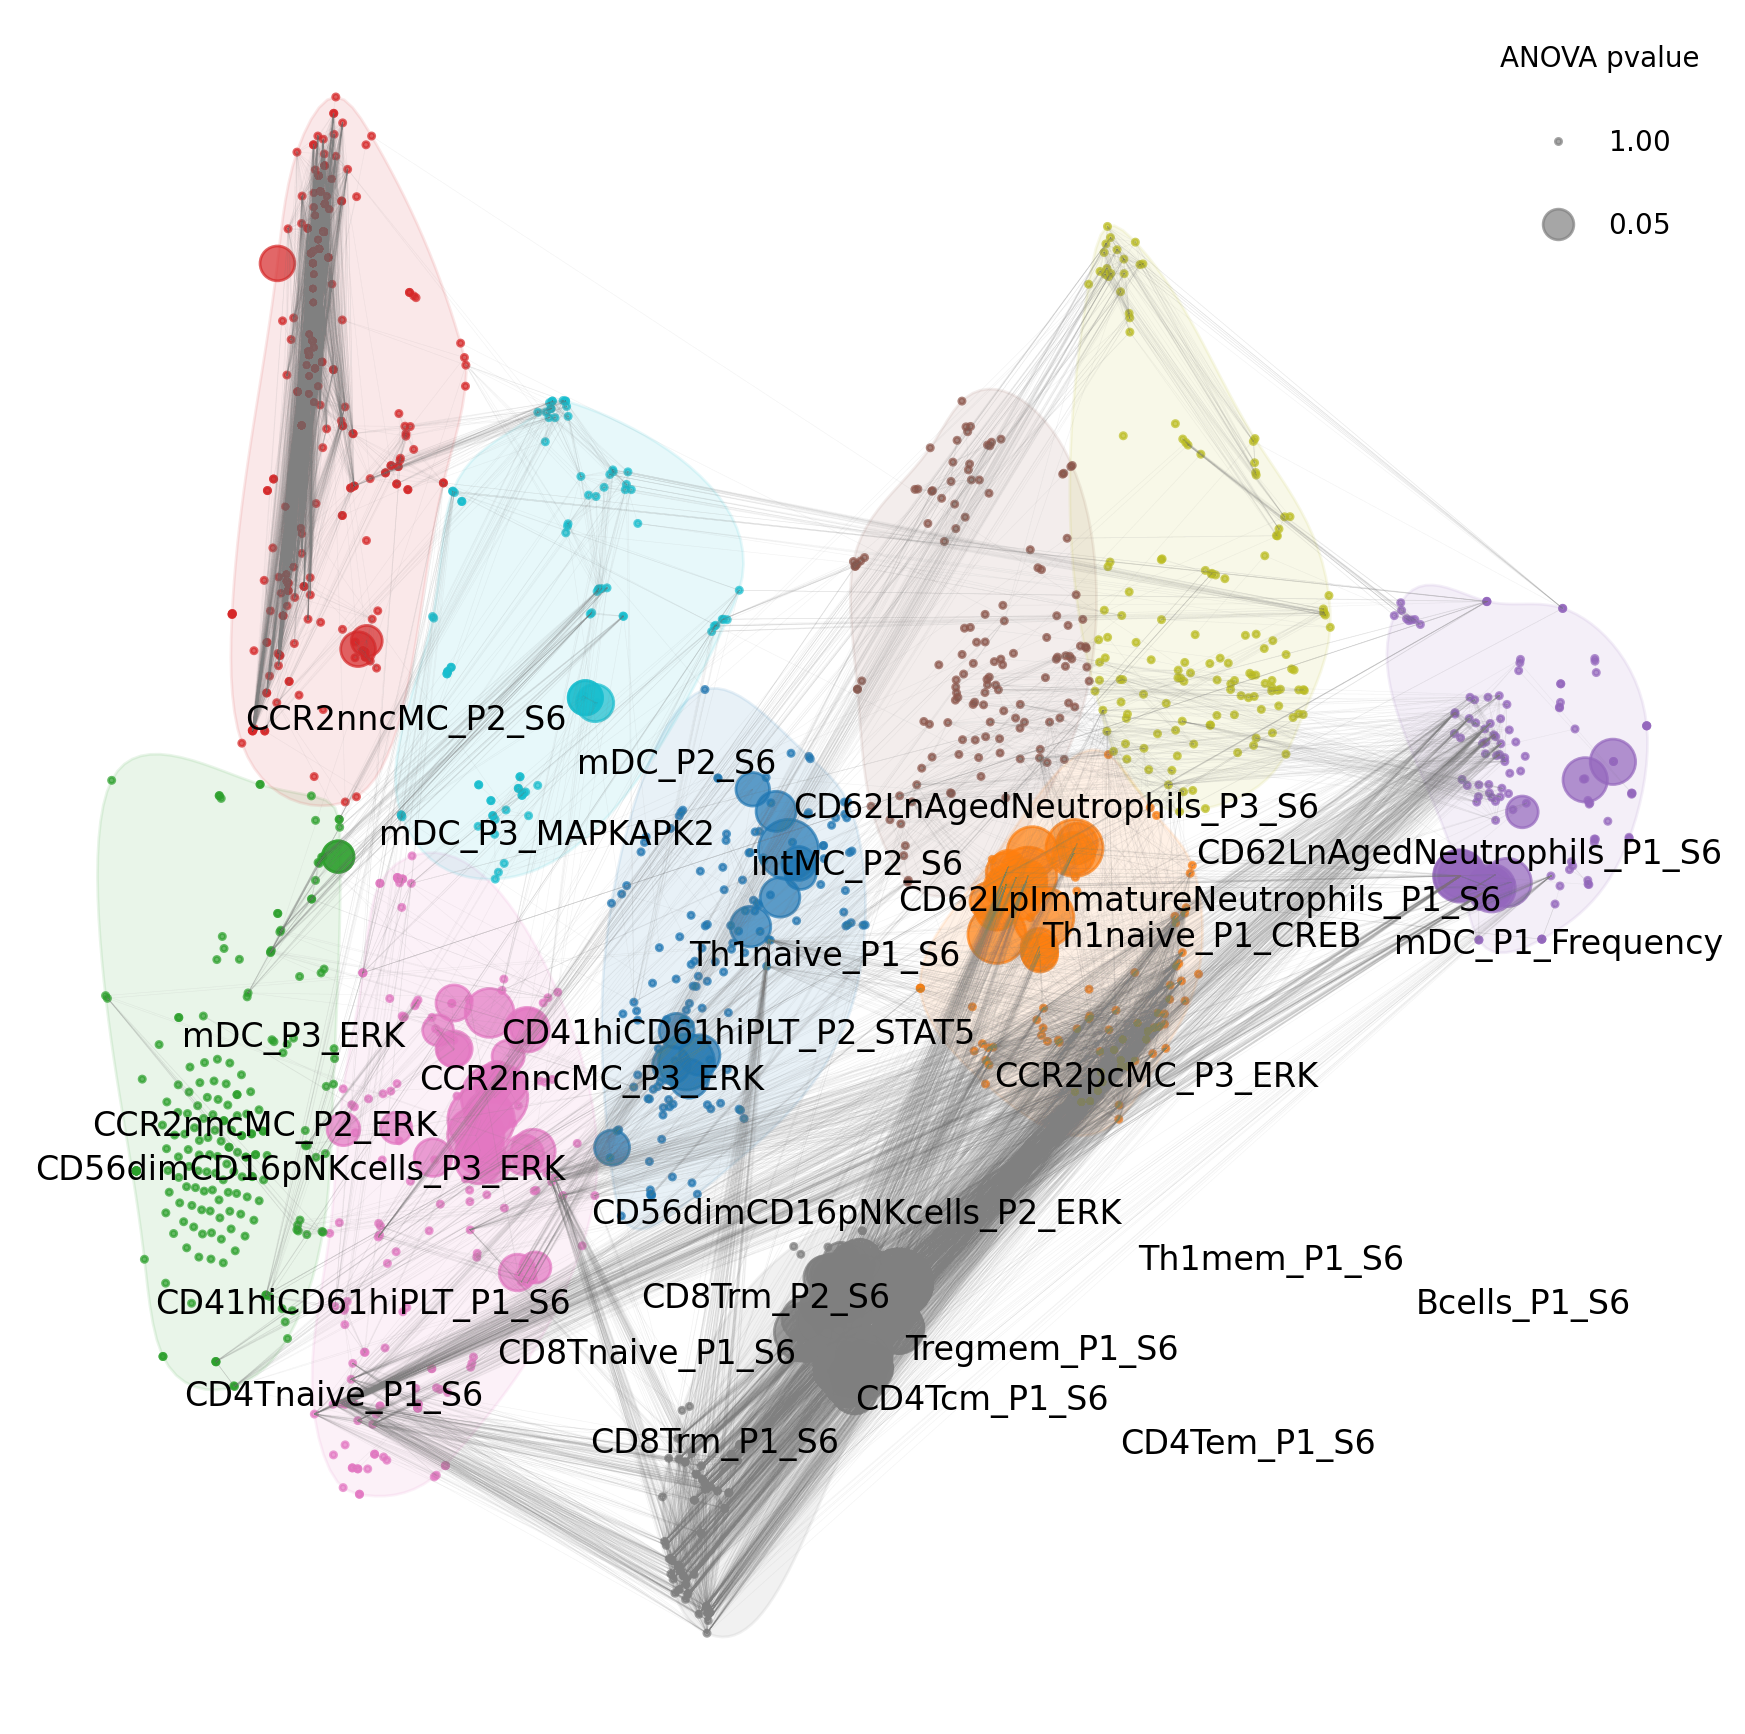 ANOVA pvalue
1.00
0.05
CCR2nncMC_P2_S6
mDC_P2_S6
CD62LnAgedNeutrophils_P3_S6
mDC_P3_MAPKAPK2
CD62LnAgedNeutrophils_P1_S6
intMC_P2_S6
CD62LpImmatureNeutrophils_P1_S6
Th1naive_P1_CREB
mDC_P1_Frequency
Th1naive_P1_S6
CD41hiCD61hiPLT_P2_STAT5
mDC_P3_ERK
CCR2pcMC_P3_ERK
CCR2nncMC_P3_ERK
CCR2nncMC_P2_ERK
CD56dimCD16pNKcells_P3_ERK
CD56dimCD16pNKcells_P2_ERK
Th1mem_P1_S6
CD8Trm_P2_S6
CD41hiCD61hiPLT_P1_S6
Bcells_P1_S6
Tregmem_P1_S6
CD8Tnaive_P1_S6
CD4Tnaive_P1_S6
CD4Tcm_P1_S6
CD8Trm_P1_S6
CD4Tem_P1_S6